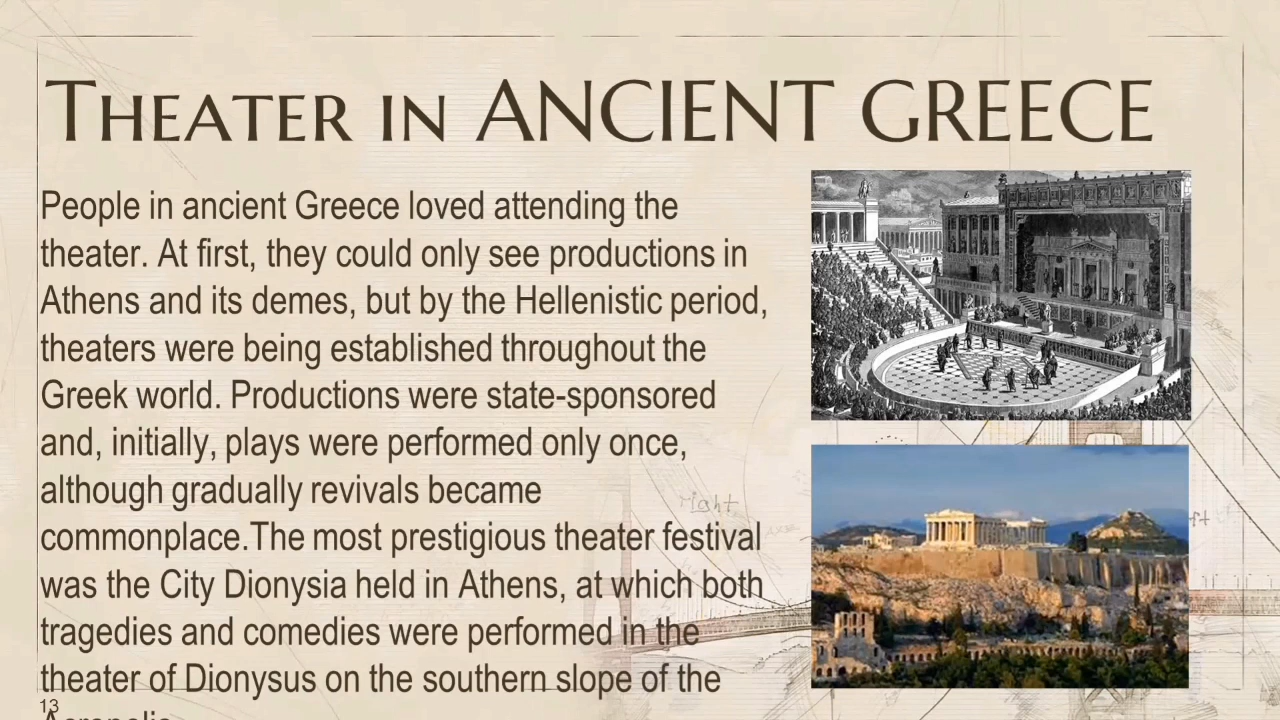 Theater in ANCIENT GREECE
People in ancient Greece loved attending the
theater. At first, they could only see productions in
Athens and its demes, but by the Hellenistic period,
theaters were being established throughout the
Greek world. Productions were state-sponsored
and, initially, plays were performed only once,
although gradually revivals became
commonplace.The most prestigious theater festival
was the City Dionysia held in Athens, at which both
tragedies and comedies were performed in the
theater of Dionysus on the southern slope of the
13
Right